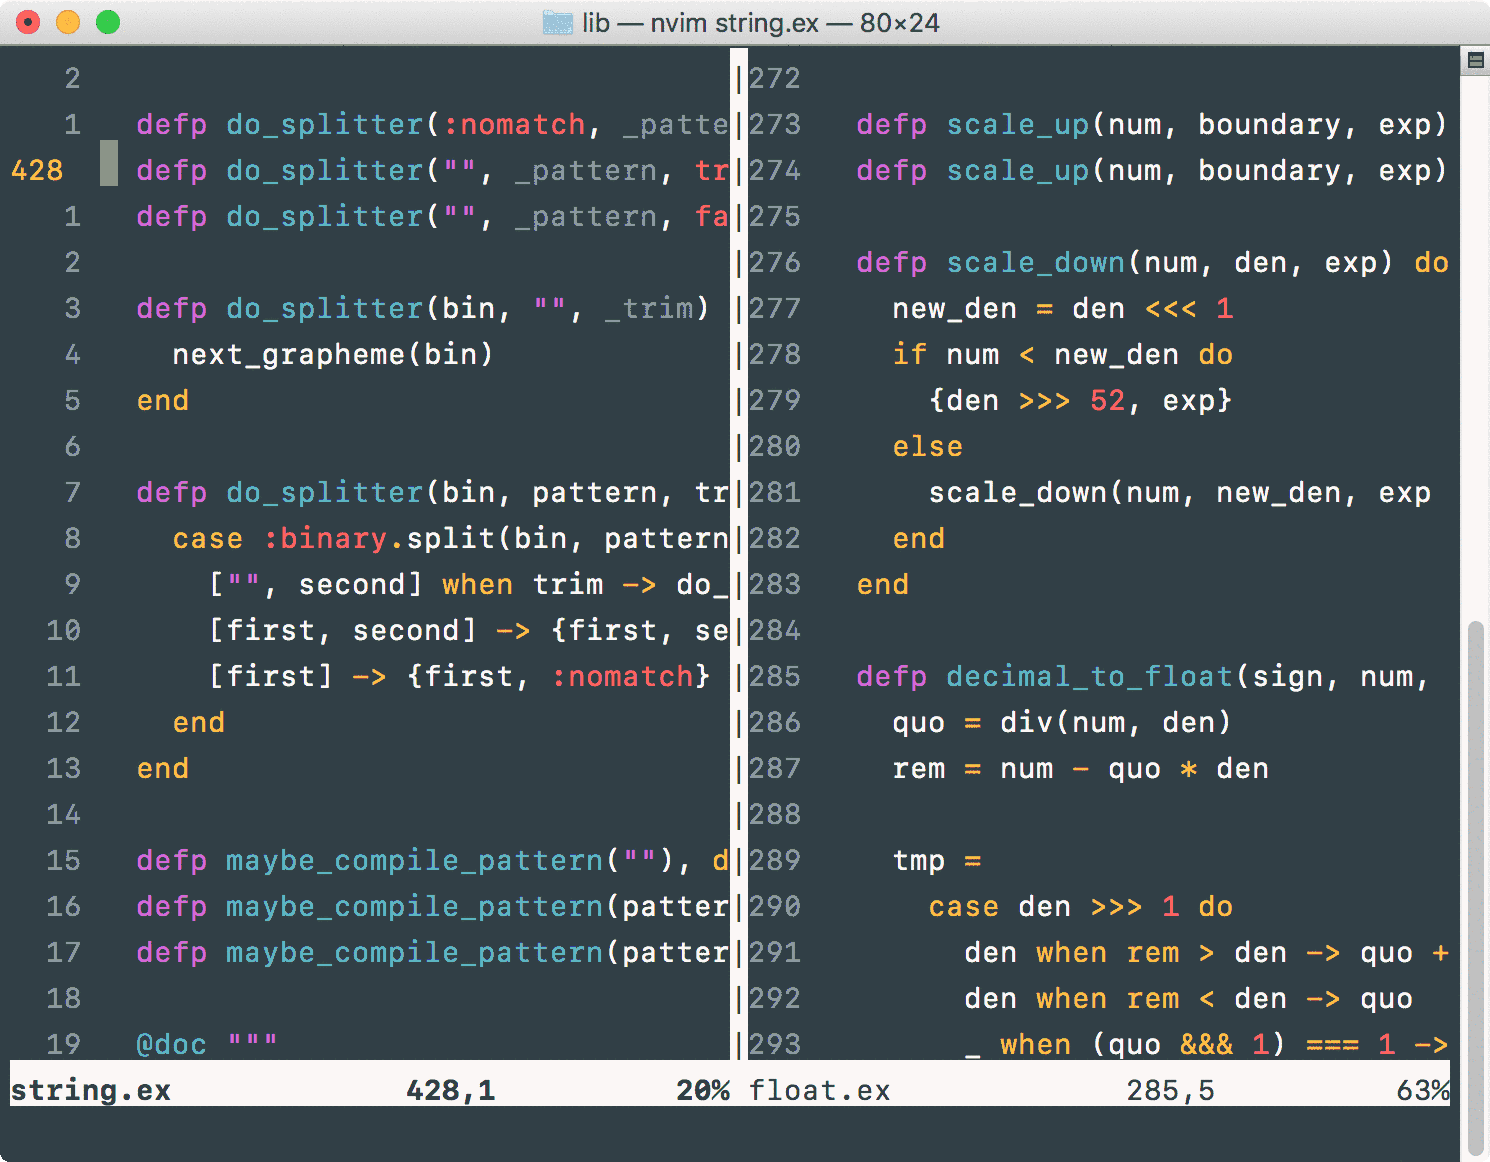 lib — nvim string.ex — 80×24
2
1 defp do_splitter(:nomatch, _patte
428 defp do_splitter("", _pattern, tr
1 defp do_splitter("", _pattern, fa
2
3 defp do_splitter(bin, "", _trim)
4 next_grapheme(bin)
5 end
6
7 defp do_splitter(bin, pattern, tr
8 case :binary.split(bin, pattern
9 ["", second] when trim -> do_
10 [first, second] -> {first, se
11 [first] -> {first, :nomatch}
12 end
13 end
14
15 defp maybe_compile_pattern(""), d
16 defp maybe_compile_pattern(patter
17 defp maybe_compile_pattern(patter
18
19 @doc """
string.ex 428,1 20%
|272
|273 defp scale_up(num, boundary, exp)
|274 defp scale_up(num, boundary, exp)
|275
|276 defp scale_down(num, den, exp) do
|277 new_den = den <<< 1
|278 if num < new_den do
|279 {den >>> 52, exp}
|280 else
|281 scale_down(num, new_den, exp
|282 end
|283 end
|284
|285 defp decimal_to_float(sign, num,
|286 quo = div(num, den)
|287 rem = num - quo * den
|288
|289 tmp =
|290 case den >>> 1 do
|291 den when rem > den -> quo +
|292 den when rem < den -> quo
|293 _ when (quo &&& 1) === 1 ->
float.ex 285,5 63%